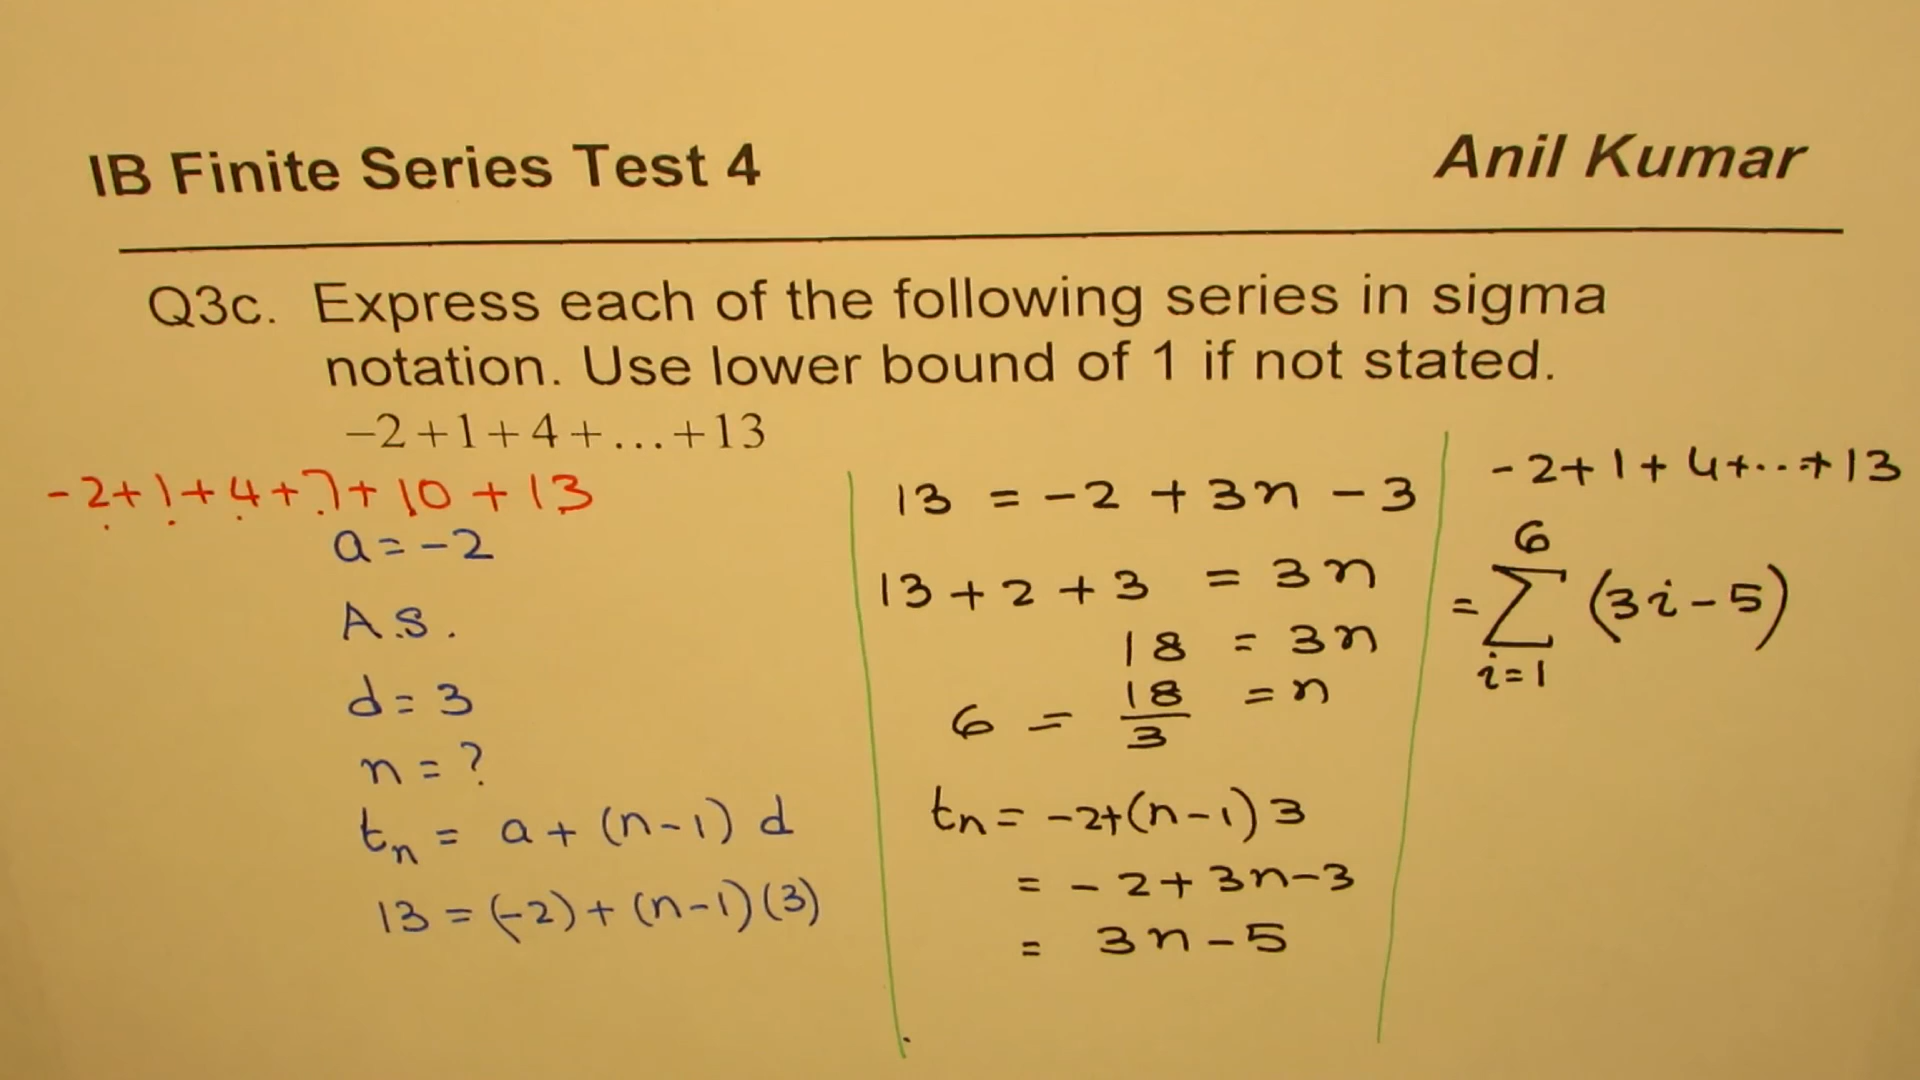 IB Finite Series Test 4
Anil Kumar
Q3c. Express each of the following series in sigma
notation. Use lower bound of 1 if not stated.
−2+1+4+…+13
-2+1+4+7+10+13
a=-2
A.S.
d=3
n=?
tₙ = a+(n-1)d
13=(-2)+(n-1)(3)
13 = -2 + 3n - 3
13+2+3 = 3n
18 = 3n
6 = 18/3 = n
tₙ = -2+(n-1)3
= -2+3n-3
= 3n-5
-2+1+4+...+13
6
= Σ (3i-5)
i=1